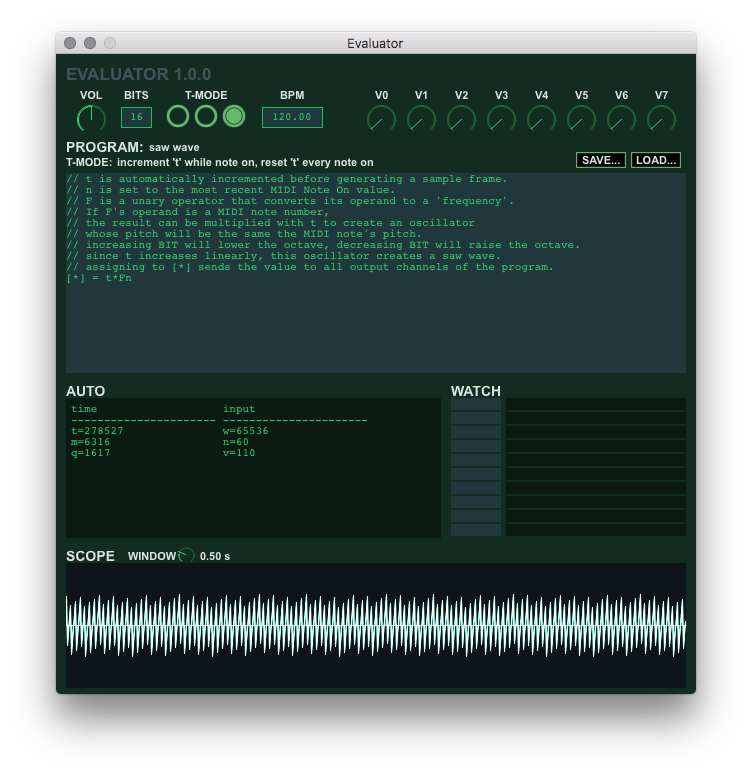 Evaluator
EVALUATOR 1.0.0
VOL BITS T-MODE BPM V0 V1 V2 V3 V4 V5 V6 V7
16 120.00
PROGRAM: saw wave
T-MODE: increment 't' while note on, reset 't' every note on
SAVE... LOAD...
// t is automatically incremented before generating a sample frame.
// n is set to the most recent MIDI Note On value.
// F is a unary operator that converts its operand to a 'frequency'.
// If F's operand is a MIDI note number,
// the result can be multiplied with t to create an oscillator
// whose pitch will be the same the MIDI note's pitch.
// increasing BIT will lower the octave, decreasing BIT will raise the octave.
// since t increases linearly, this oscillator creates a saw wave.
// assigning to [*] sends the value to all output channels of the program.
[*] = t*Fn
AUTO WATCH
time input
---------------------- ----------------------
t=278527 w=65536
m=6316 n=60
q=1617 v=110
SCOPE WINDOW 0.50 s